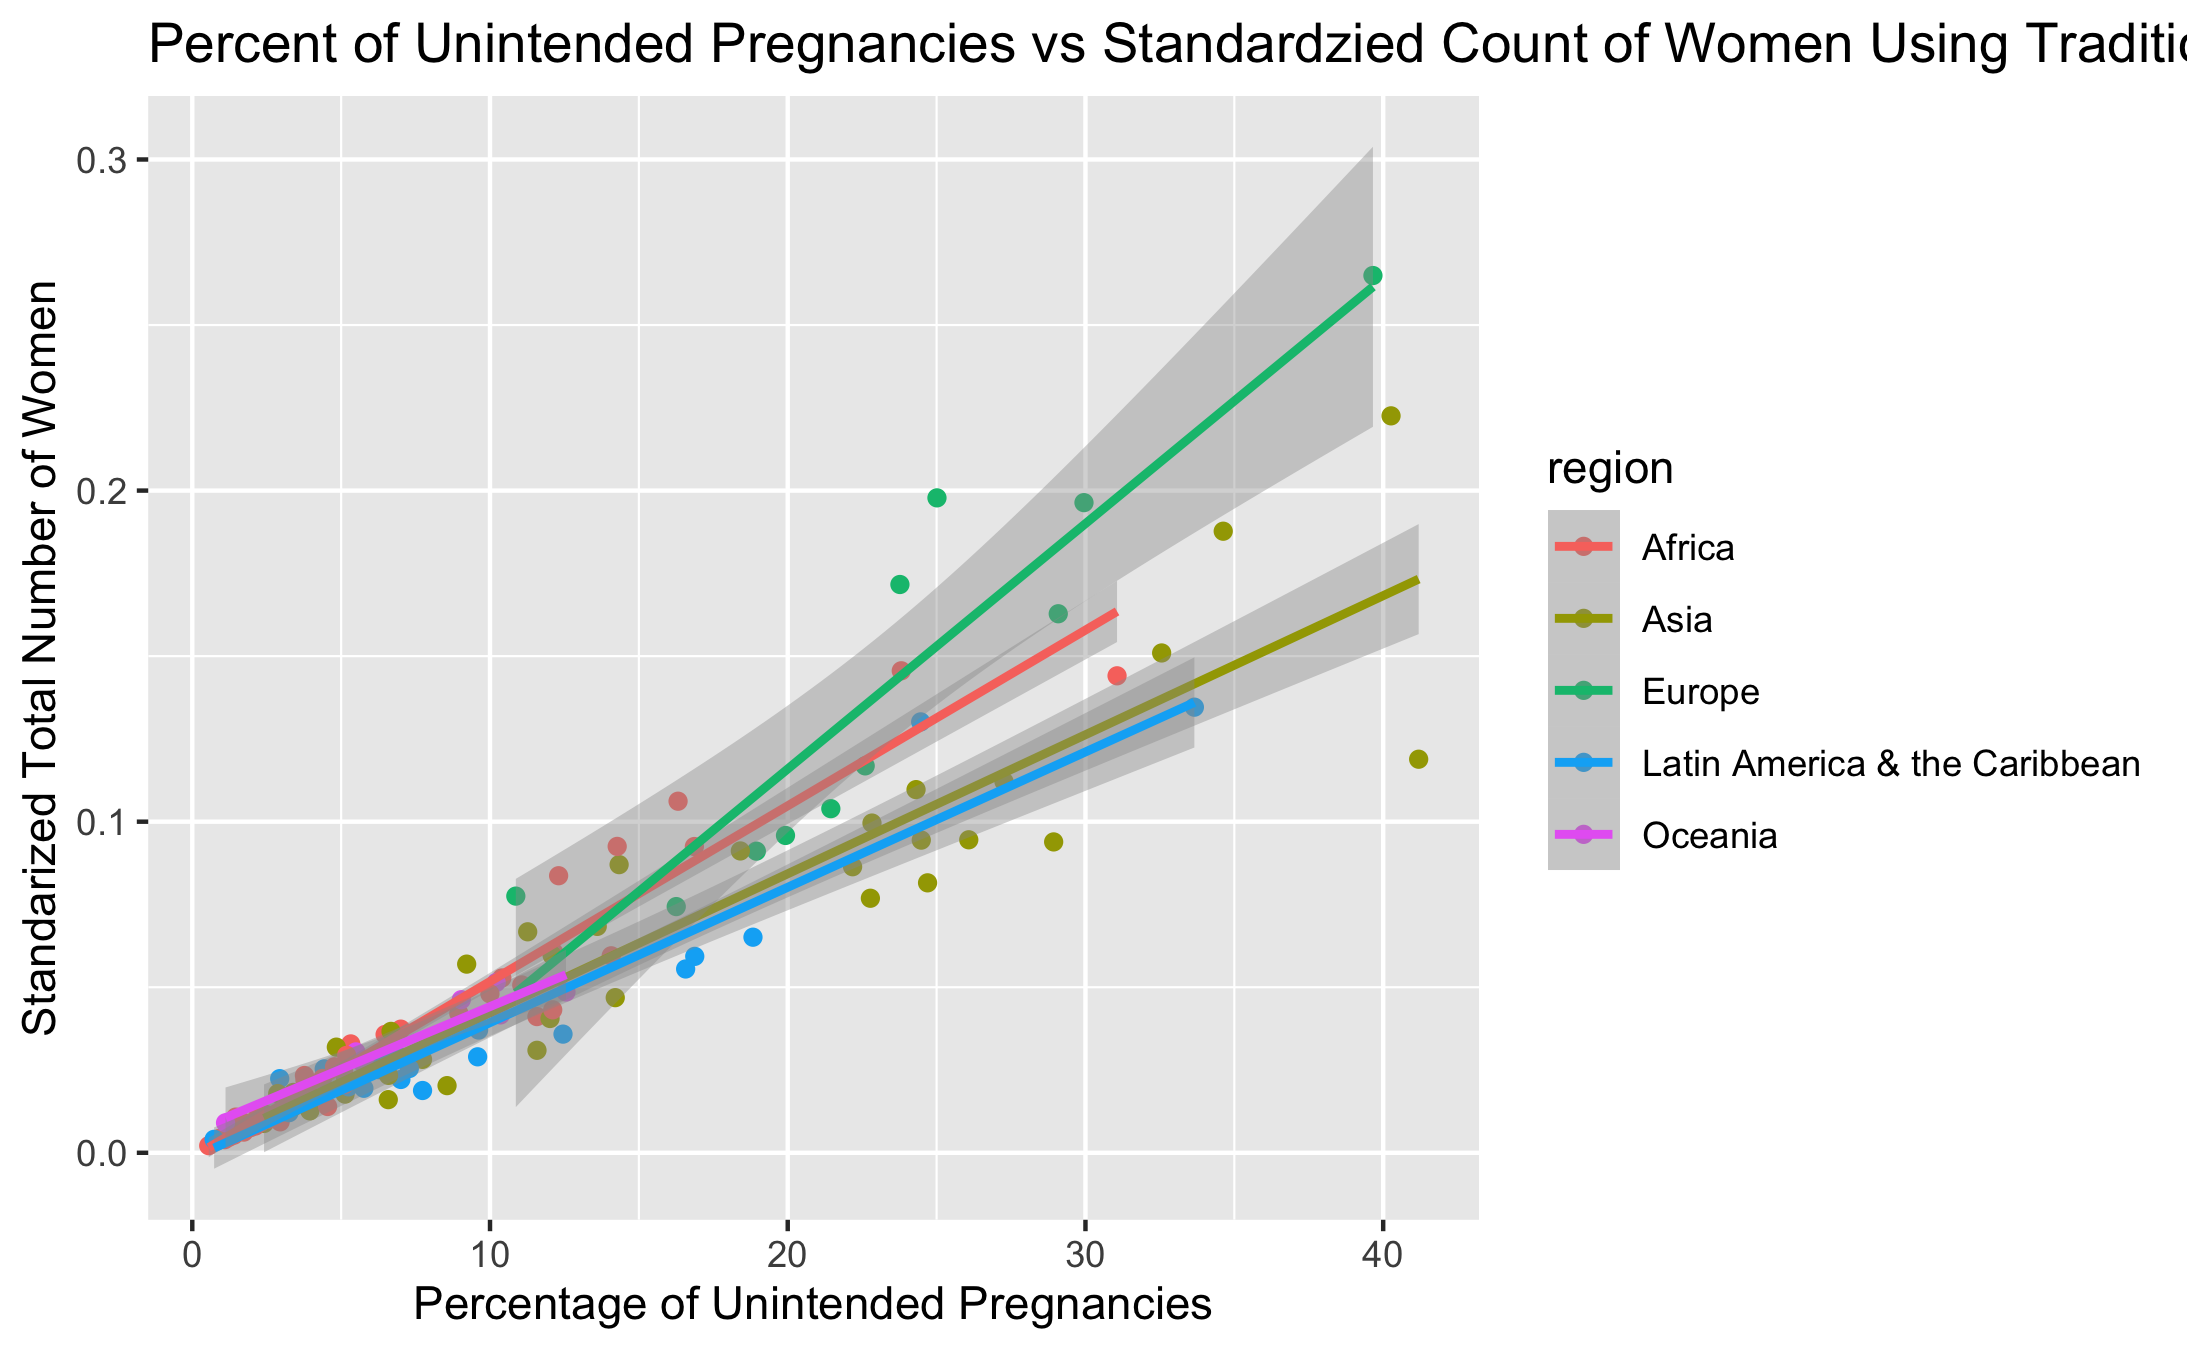 Percent of Unintended Pregnancies vs Standardzied Count of Women Using
Standardized Total Number of Women
0.3
0.2
0.1
0.0
0
10
20
30
40
Percentage of Unintended Pregnancies
region
Africa
Asia
Europe
Latin America & the Caribbean
Oceania